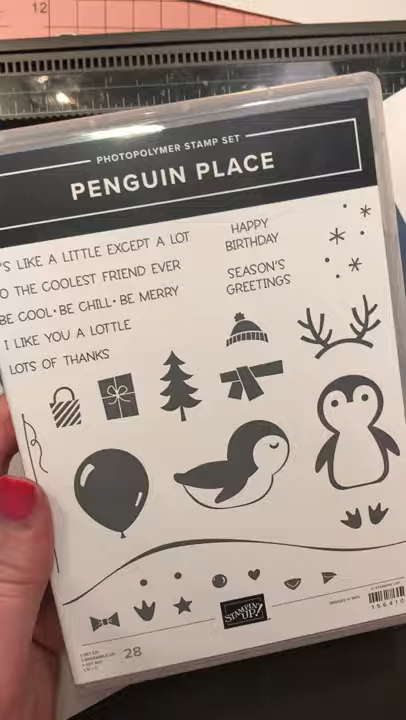 12
PHOTOPOLYMER STAMP SET
PENGUIN PLACE
'S LIKE A LITTLE EXCEPT A LOT
O THE COOLEST FRIEND EVER
BE COOL • BE CHILL • BE MERRY
I LIKE YOU A LOTTLE
LOTS OF THANKS
HAPPY
BIRTHDAY
SEASON'S
GREETINGS
STAMPIN' UP!
28
156410